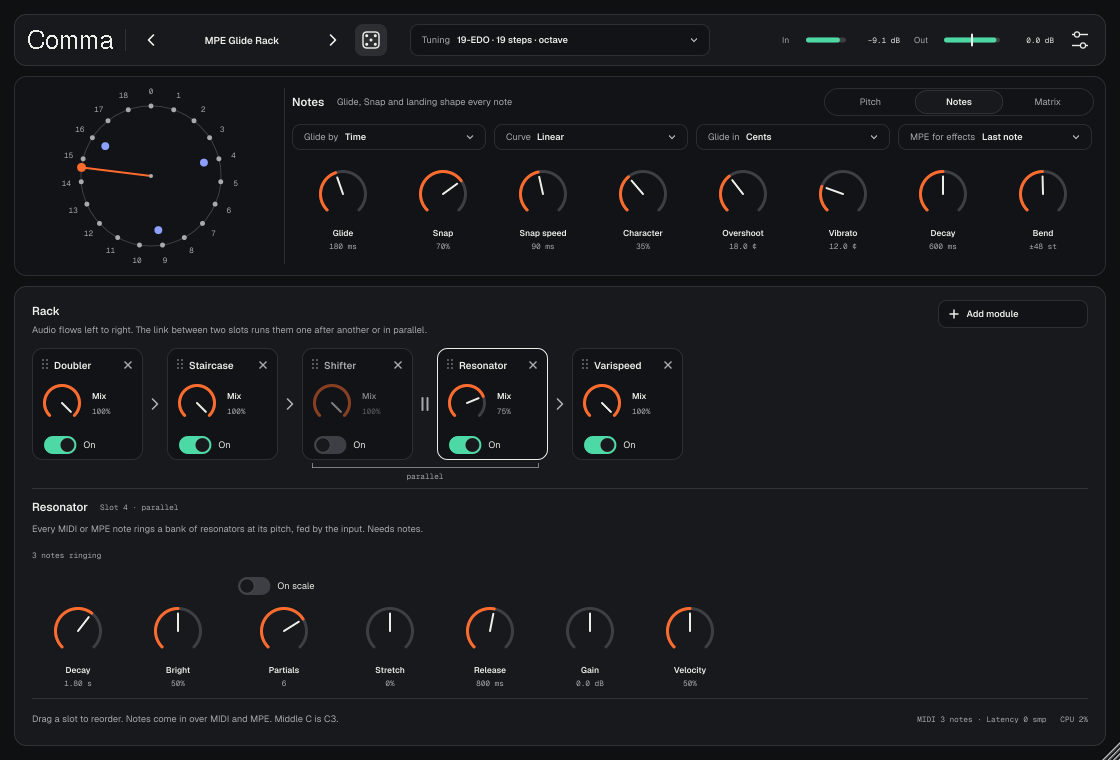 Comma
MPE Glide Rack
Tuning 19-EDO · 19 steps · octave
In -9.1 dB Out 0.0 dB
0
1
2
3
4
5
6
7
8
9
10
11
12
13
14
15
16
17
18
Notes Glide, Snap and landing shape every note
Pitch Notes Matrix
Glide by Time
Curve Linear
Glide in Cents
MPE for effects Last note
Glide Snap Snap speed Character Overshoot Vibrato Decay Bend
180 ms 70% 90 ms 35% 18.0 ¢ 12.0 ¢ 600 ms ±48 st
Rack
Audio flows left to right. The link between two slots runs them one after another or in parallel.
Add module
Doubler Staircase Shifter Resonator Varispeed
Mix Mix Mix Mix Mix
100% 100% 100% 75% 100%
On On On On On
parallel
Resonator Slot 4 · parallel
Every MIDI or MPE note rings a bank of resonators at its pitch, fed by the input. Needs notes.
3 notes ringing
On scale
Decay Bright Partials Stretch Release Gain Velocity
1.80 s 50% 6 0% 800 ms 0.0 dB 50%
Drag a slot to reorder. Notes come in over MIDI and MPE. Middle C is C3.
MIDI 3 notes · Latency 0 smp CPU 2%